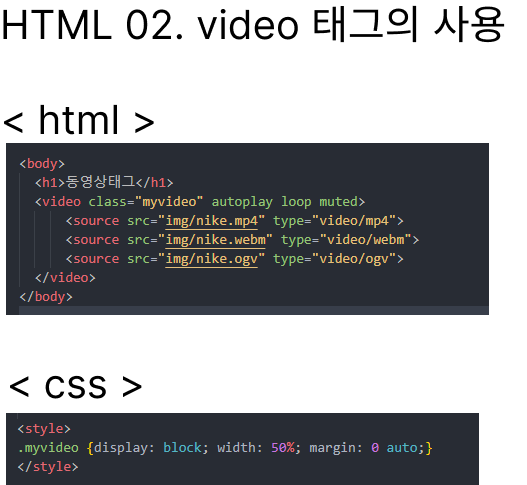 HTML 02. video 태그의 사용
< html >
<body>
<h1>동영상태그</h1>
<video class="myvideo" autoplay loop muted>
<source src="img/nike.mp4" type="video/mp4">
<source src="img/nike.webm" type="video/webm">
<source src="img/nike.ogv" type="video/ogv">
</video>
</body>
< css >
<style>
.myvideo {display: block; width: 50%; margin: 0 auto;}
</style>